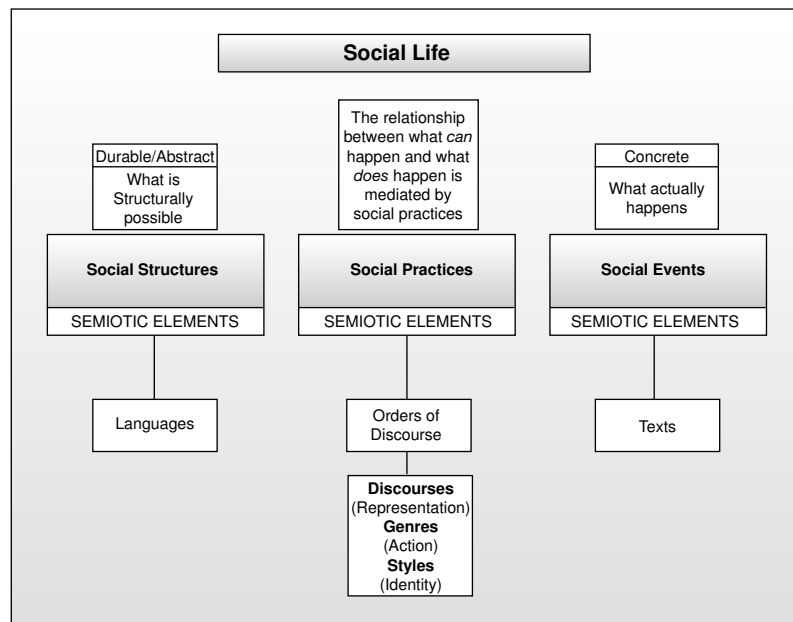 Social Life
Durable/Abstract
What is
Structurally
possible
Social Structures
SEMIOTIC ELEMENTS
Languages
The relationship
between what can
happen and what
does happen is
mediated by
social practices
Social Practices
SEMIOTIC ELEMENTS
Orders of
Discourse
Discourses
(Representation)
Genres
(Action)
Styles
(Identity)
Concrete
What actually
happens
Social Events
SEMIOTIC ELEMENTS
Texts